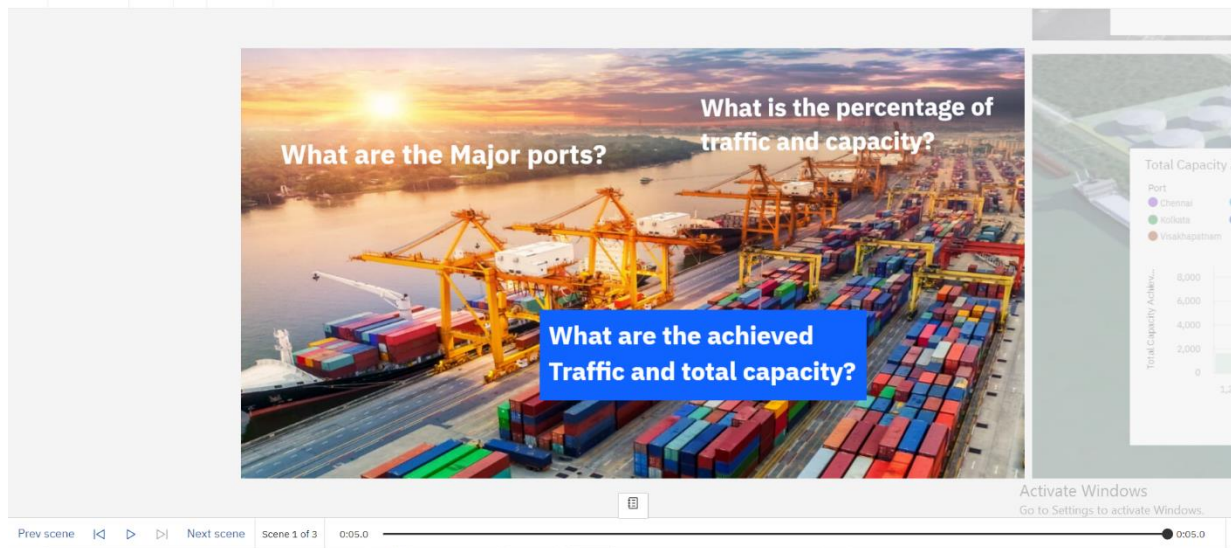 What is the percentage of
traffic and capacity?
What are the Major ports?
What are the achieved
Traffic and total capacity?
Total Capacity
Port
Chennai
Kolkata
Visakhapatnam
Total Capacity Achiev...
8,000
6,000
4,000
2,000
0
Activate Windows
Go to Settings to activate Windows.
Prev scene Next scene Scene 1 of 3 0:05.0 0:05.0